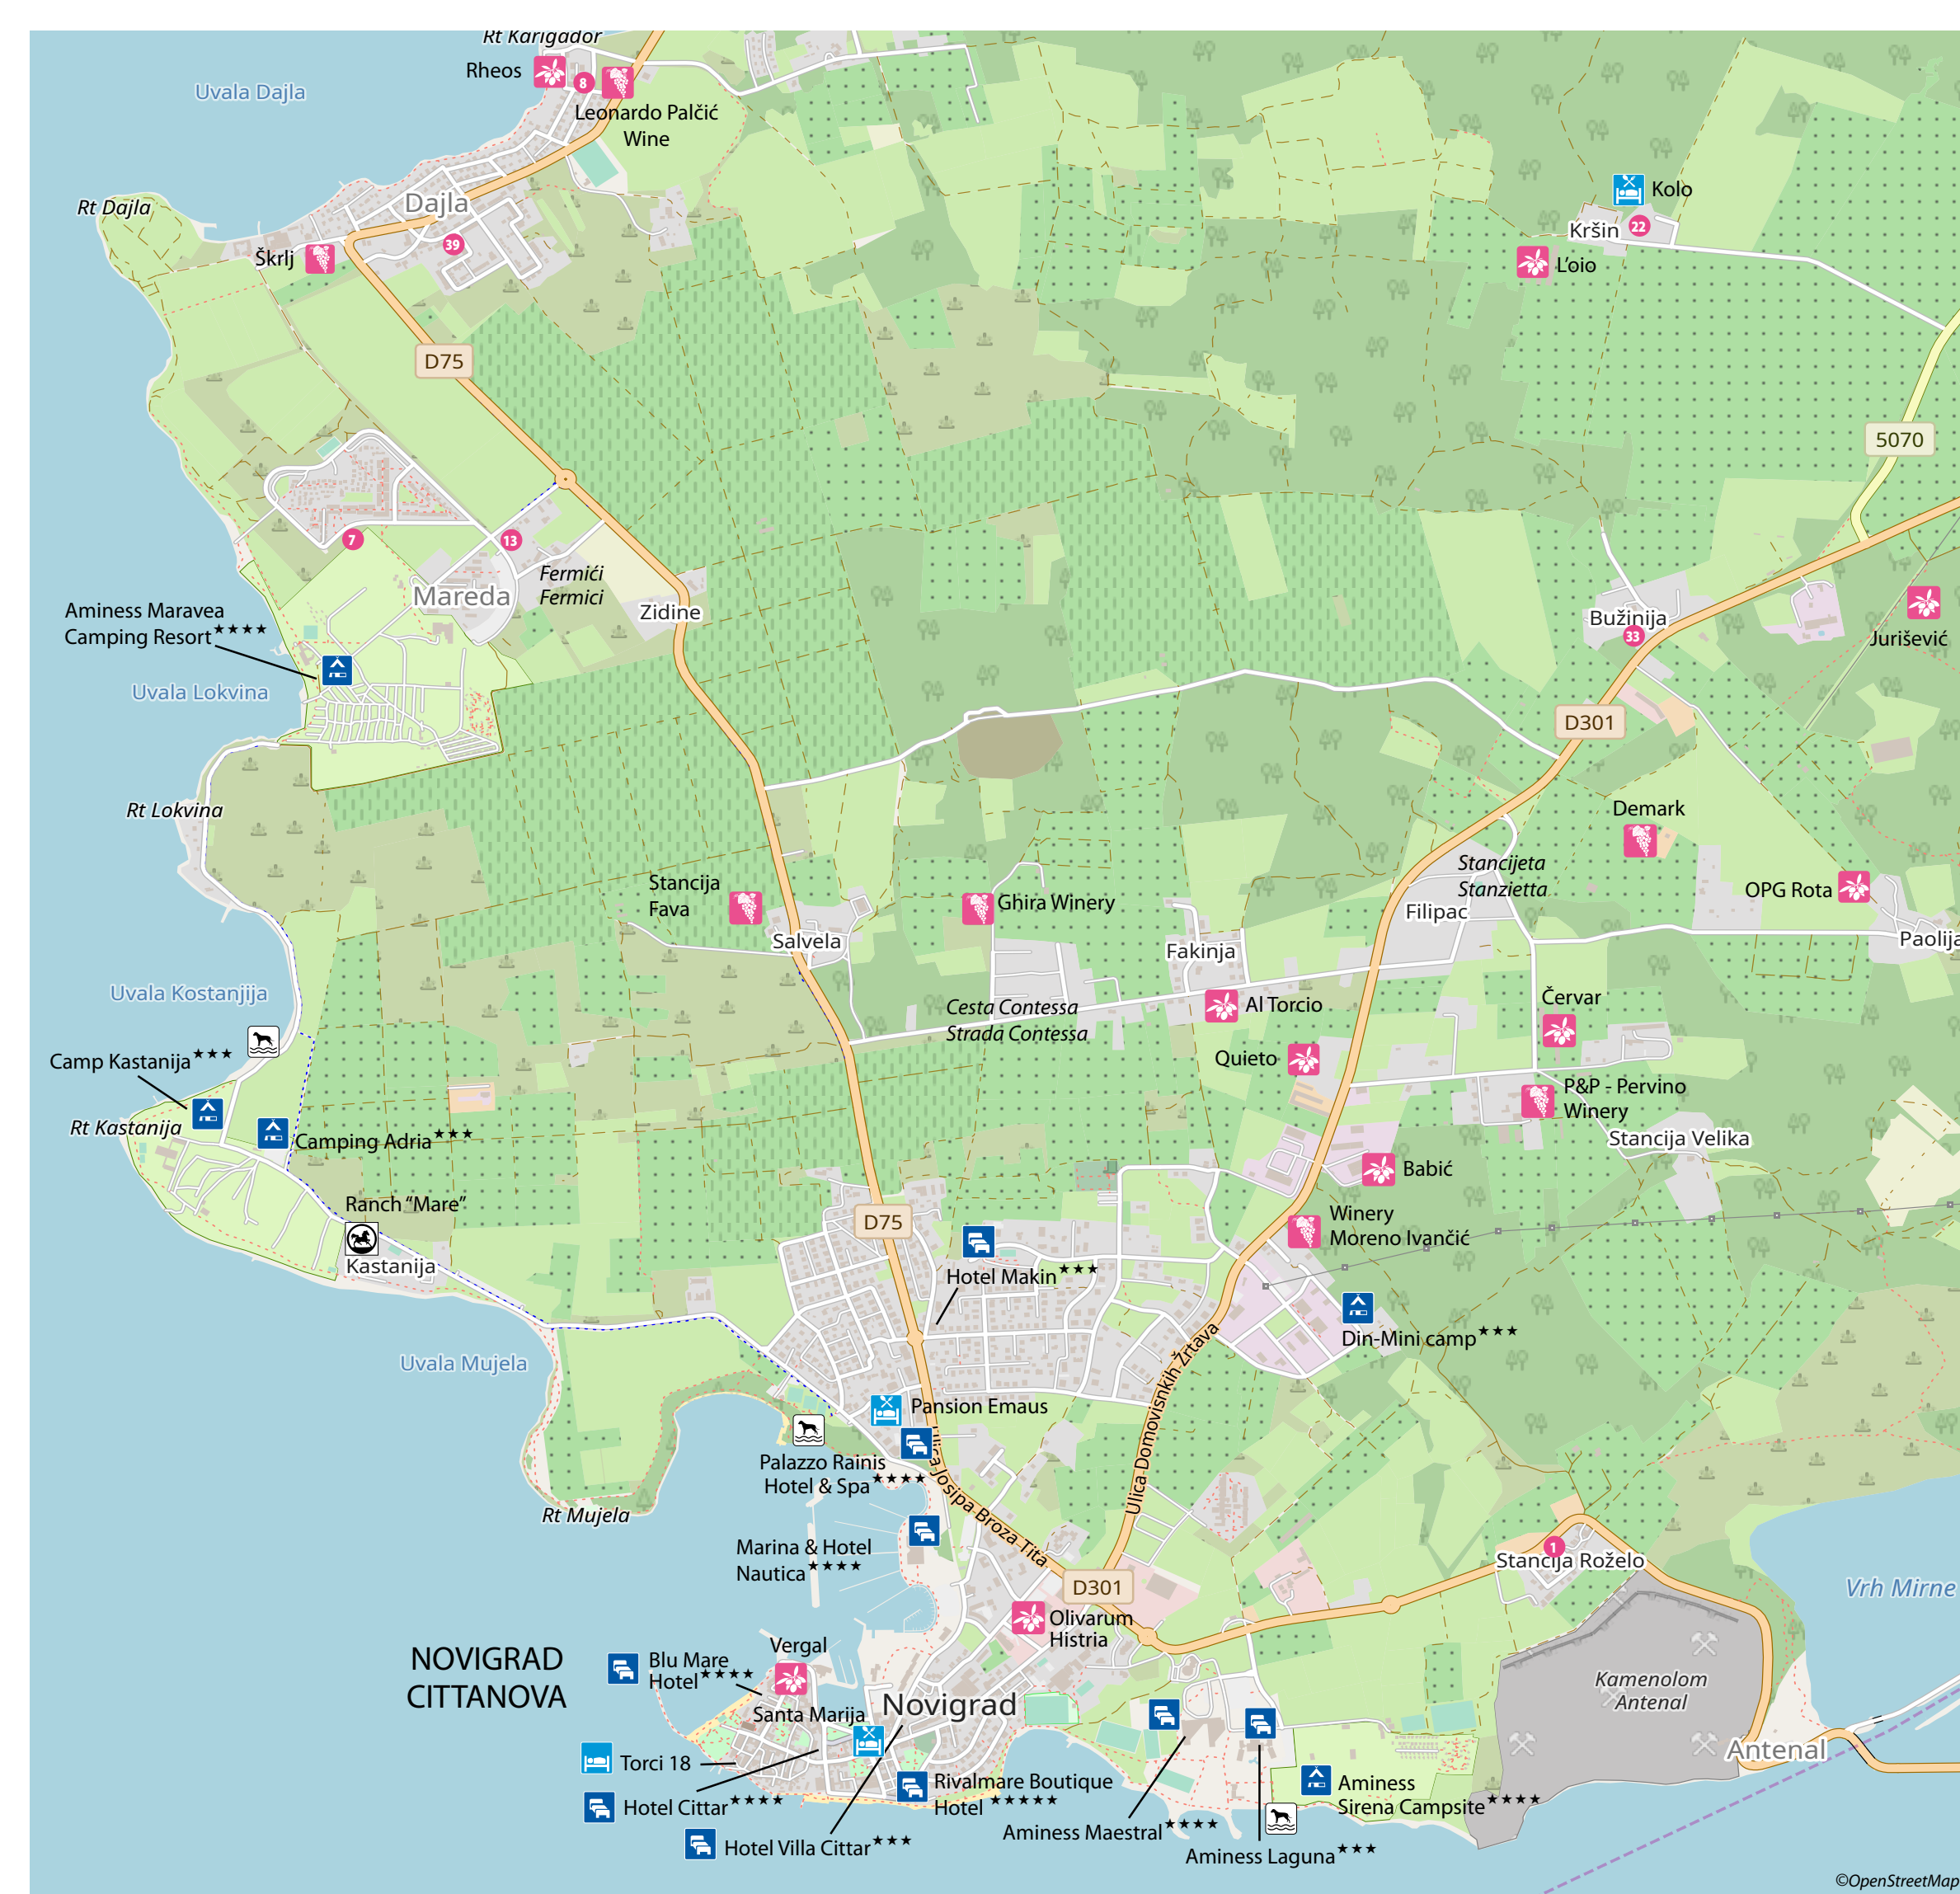 Rt Karigador
Rheos
8
Leonardo Palčić
Wine
Uvala Dajla
Rt Dajla
Dajla
39
Škrlj
D75
Kolo
Kršin
22
L'oio
5070
7
13
Fermići
Fermici
Mareda
Zidine
Aminess Maravea
Camping Resort★★★★
Uvala Lokvina
Bužinija
33
Jurišević
D301
Rt Lokvina
Demark
Stancija
Fava
Ghira Winery
Salvela
Stancijeta
Stanzietta
Filipac
OPG Rota
Paolija
Fakinja
Uvala Kostanjija
Cesta Contessa
Strada Contessa
Al Torcio
Červar
Camp Kastanija★★★
Quieto
P&P - Pervino
Winery
Rt Kastanija
Camping Adria★★★
Stancija Velika
Babić
Ranch "Mare"
Kastanija
D75
Winery
Moreno Ivančić
Hotel Makin★★★
Din-Mini camp★★★
Uvala Mujela
Ulica Domovisnkih Žrtava
Pansion Emaus
Palazzo Rainis
Hotel & Spa★★★★
Ulica Josipa Broza Tita
Rt Mujela
Marina & Hotel
Nautica★★★★
1
Stancija Roželo
D301
Vrh Mirne
Olivarum
Histria
NOVIGRAD
CITTANOVA
Vergal
Blu Mare
Hotel★★★★
Santa Marija
Novigrad
Kamenolom
Antenal
Antenal
Torci 18
Hotel Cittar★★★★
Rivalmare Boutique
Hotel ★★★★★
Aminess
Sirena Campsite★★★★
Aminess Maestral★★★★
Hotel Villa Cittar★★★
Aminess Laguna★★★
©OpenStreetMap